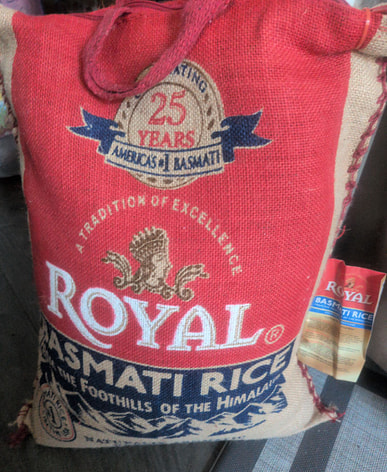 25
YEARS
AMERICA'S #1 BASMATI
A TRADITION OF EXCELLENCE
ROYAL®
BASMATI RICE
THE FOOTHILLS OF THE HIMALA
ROYAL
BASMATI RICE